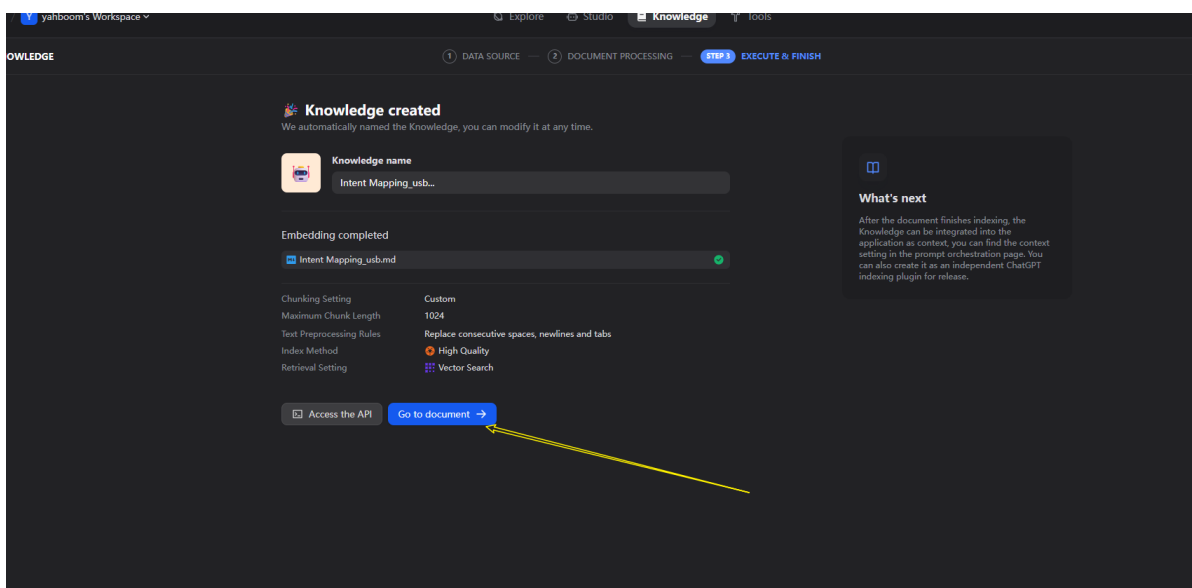 Y yahboom's Workspace
Explore
Studio
Knowledge
Tools
OWLEDGE
1 DATA SOURCE
2 DOCUMENT PROCESSING
STEP 3 EXECUTE & FINISH
Knowledge created
We automatically named the Knowledge, you can modify it at any time.
Knowledge name
Intent Mapping_usb...
Embedding completed
Intent Mapping_usb.md
Chunking Setting Custom
Maximum Chunk Length 1024
Text Preprocessing Rules Replace consecutive spaces, newlines and tabs
Index Method High Quality
Retrieval Setting Vector Search
Access the API
Go to document →
What's next
After the document finishes indexing, the
Knowledge can be integrated into the
application as context, you can find the context
setting in the prompt orchestration page. You
can also create it as an independent ChatGPT
indexing plugin for release.